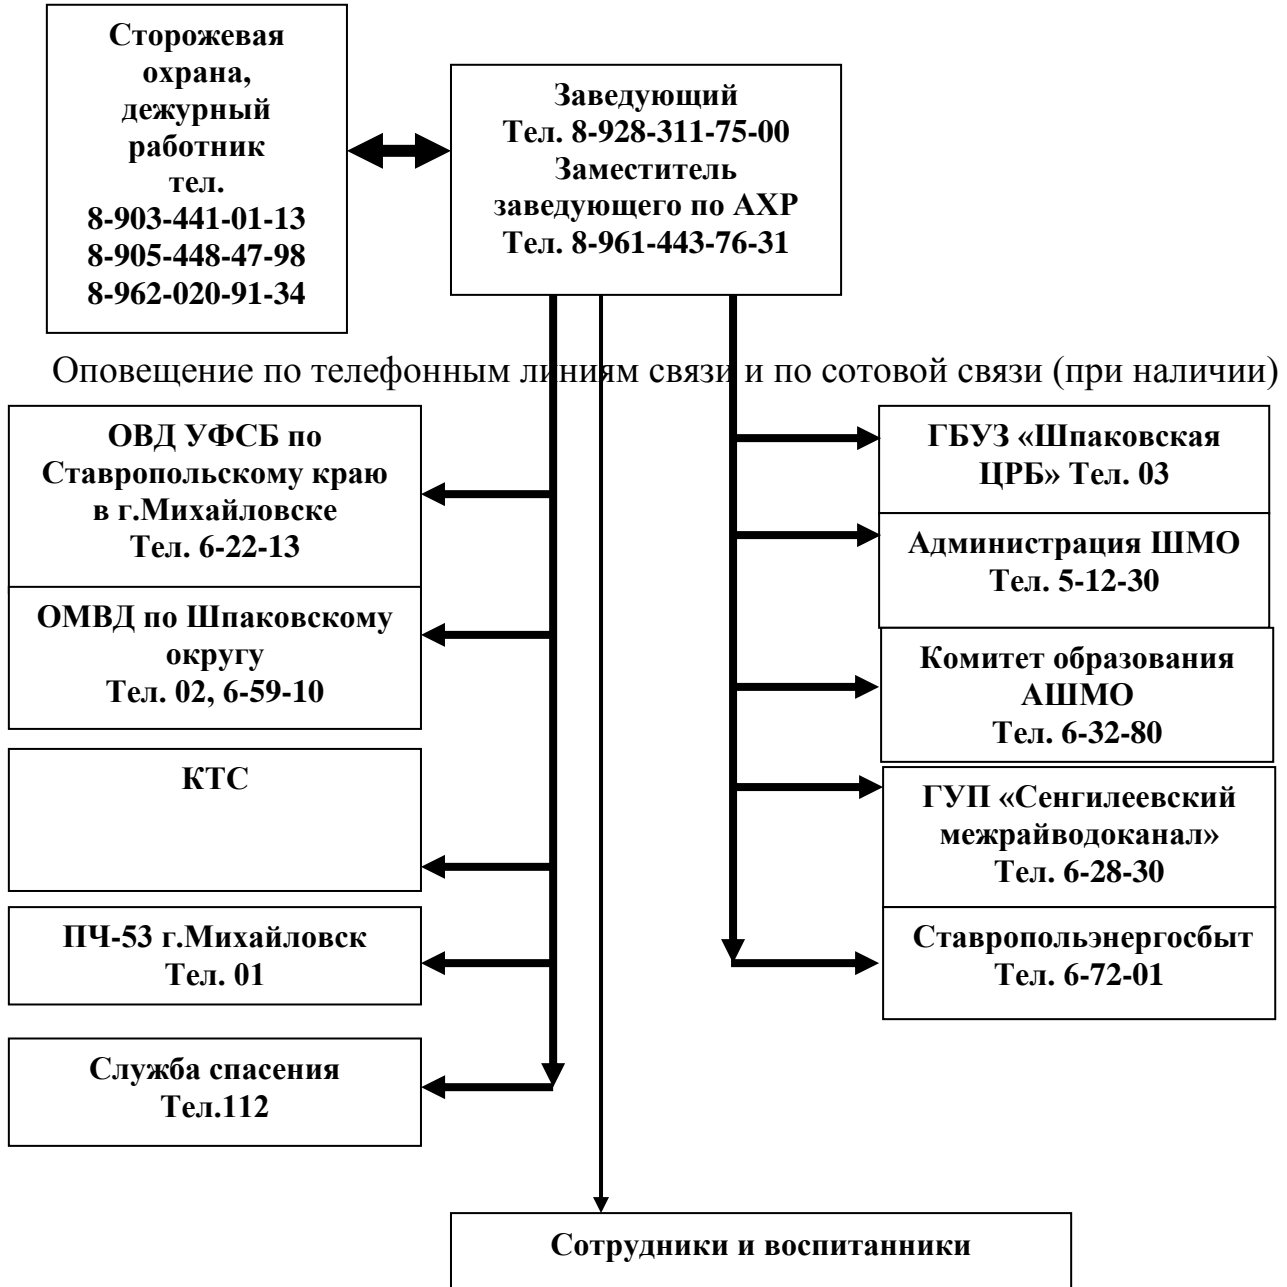 Сторожевая
охрана,
дежурный
работник
тел.
8-903-441-01-13
8-905-448-47-98
8-962-020-91-34
Заведующий
Тел. 8-928-311-75-00
Заместитель
заведующего по АХР
Тел. 8-961-443-76-31
Оповещение по телефонным линиям связи и по сотовой связи (при наличии)
ОВД УФСБ по
Ставропольскому краю
в г.Михайловске
Тел. 6-22-13
ОМВД по Шпаковскому
округу
Тел. 02, 6-59-10
КТС
ПЧ-53 г.Михайловск
Тел. 01
Служба спасения
Тел.112
ГБУЗ «Шпаковская
ЦРБ» Тел. 03
Администрация ШМО
Тел. 5-12-30
Комитет образования
АШМО
Тел. 6-32-80
ГУП «Сенгилеевский
межрайводоканал»
Тел. 6-28-30
Ставропольэнергосбыт
Тел. 6-72-01
Сотрудники и воспитанники